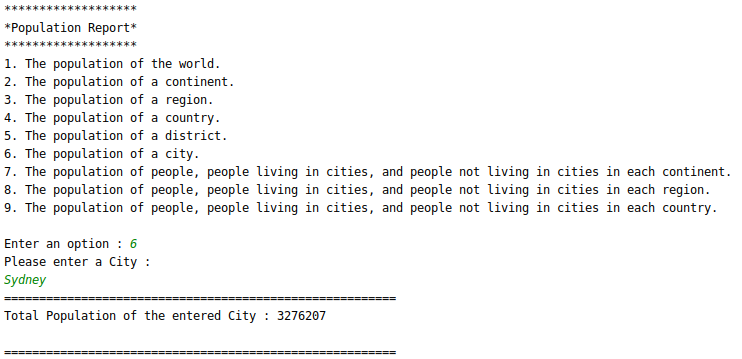 *******************
*Population Report*
*******************
1. The population of the world.
2. The population of a continent.
3. The population of a region.
4. The population of a country.
5. The population of a district.
6. The population of a city.
7. The population of people, people living in cities, and people not living in cities in each continent.
8. The population of people, people living in cities, and people not living in cities in each region.
9. The population of people, people living in cities, and people not living in cities in each country.
Enter an option : 6
Please enter a City :
Sydney
========================================================
Total Population of the entered City : 3276207
========================================================